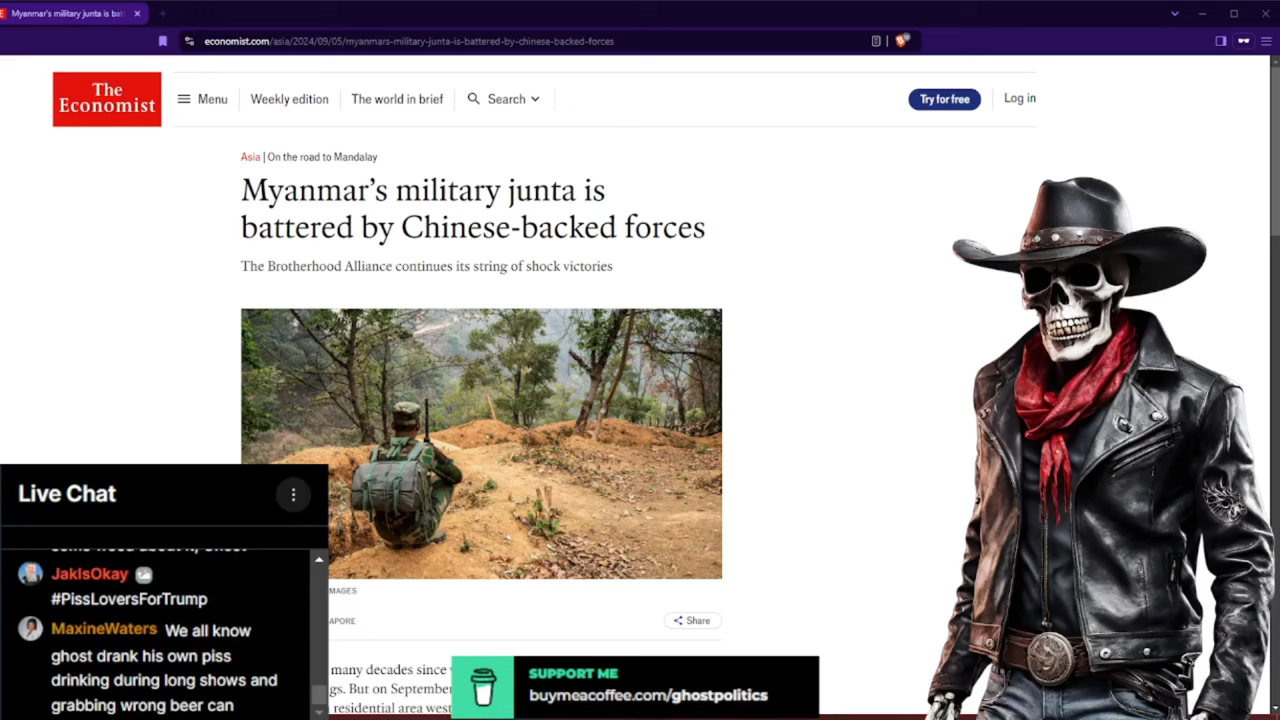 Myanmar's military junta is bat
economist.com/asia/2024/09/05/myanmars-military-junta-is-battered-by-chinese-backed-forces
The
Economist
Menu
Weekly edition
The world in brief
Search
Try for free
Log in
Asia | On the road to Mandalay
Myanmar's military junta is
battered by Chinese-backed forces
The Brotherhood Alliance continues its string of shock victories
MAGES
APORE
Share
many decades since
gs. But on September
residential area west
Live Chat
JakIsOkay
#PissLoversForTrump
MaxineWaters We all know
ghost drank his own piss
drinking during long shows and
grabbing wrong beer can
SUPPORT ME
buymeacoffee.com/ghostpolitics